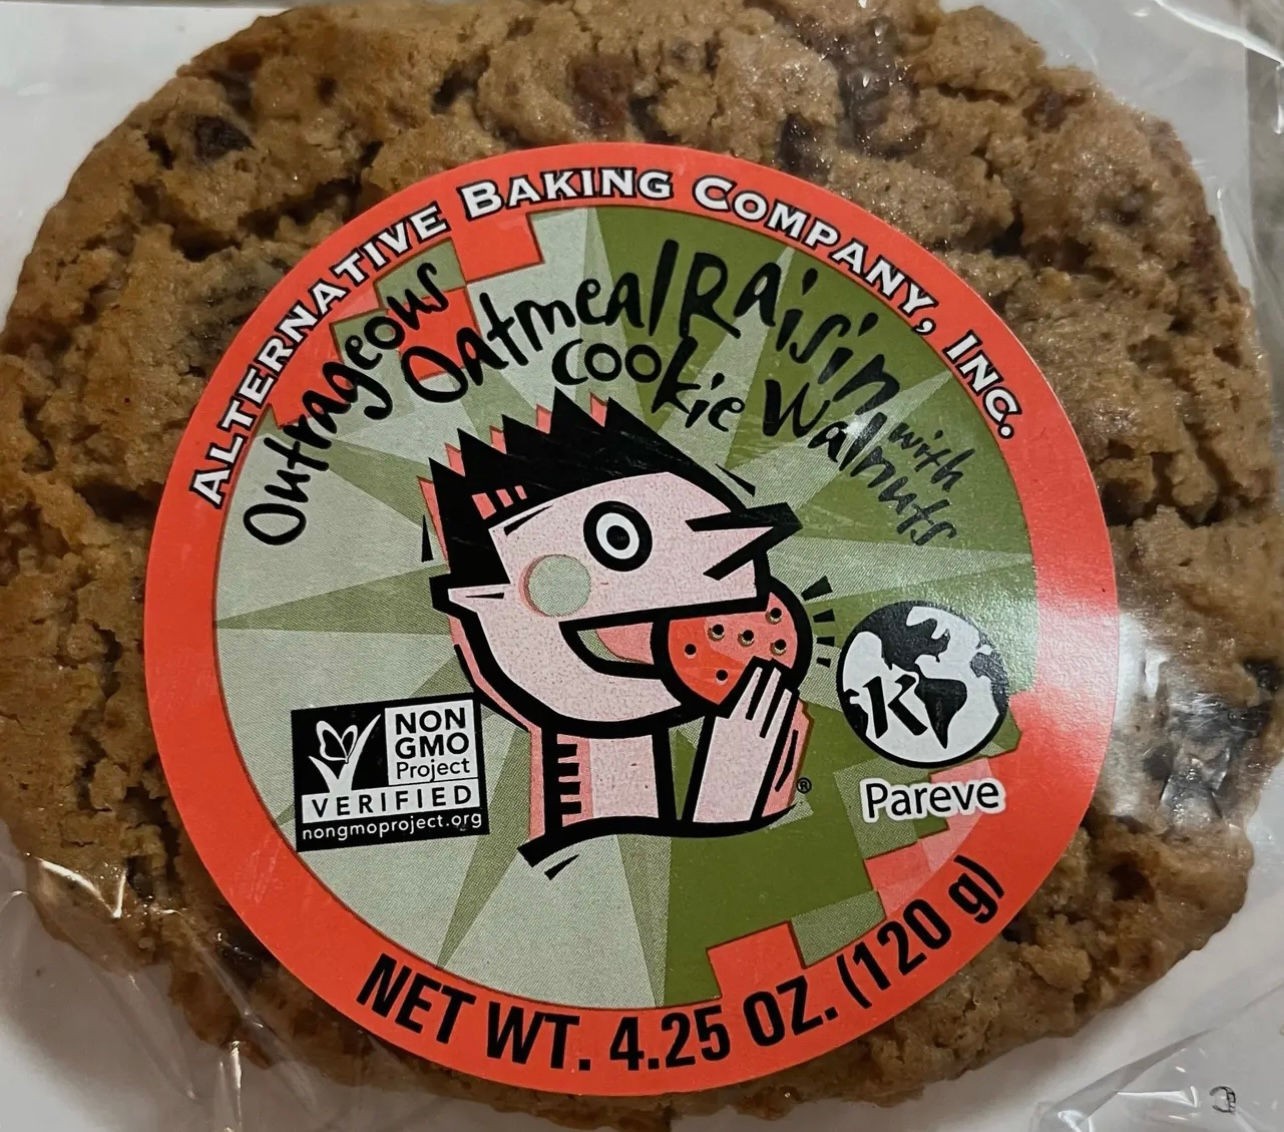 ALTERNATIVE BAKING COMPANY, INC.
Outrageous
Oatmeal Raisin
cookie with
Walnuts
NON
GMO
Project
VERIFIED
nongmoproject.org
K
Pareve
®
NET WT. 4.25 OZ. (120 g)